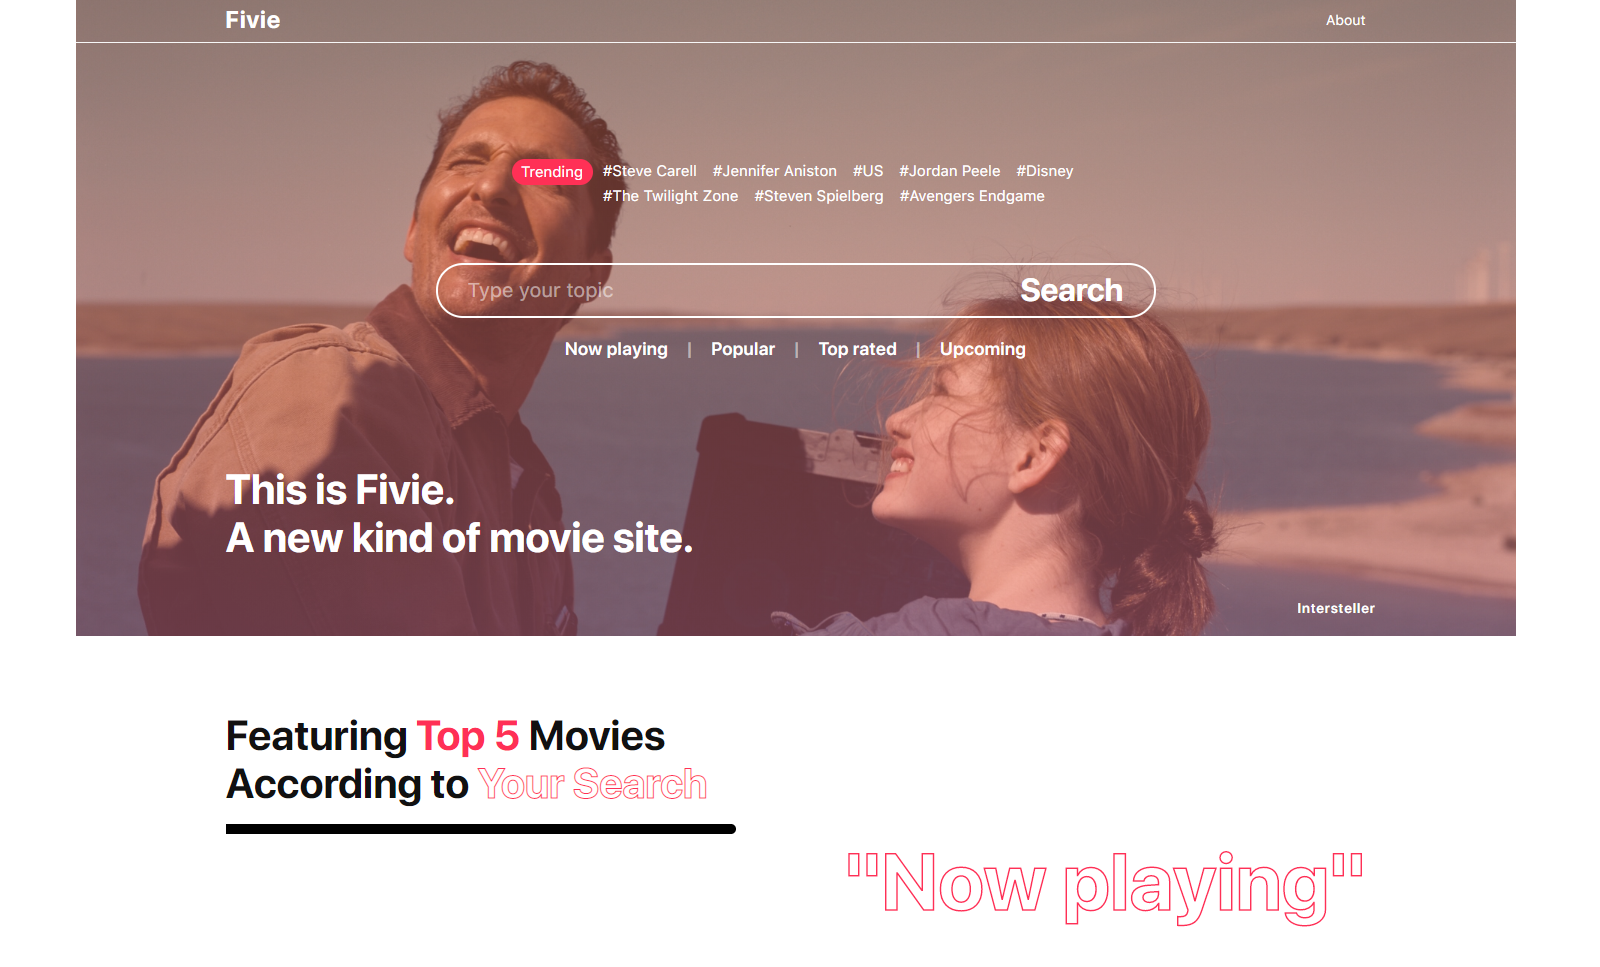 Fivie
About
Trending #Steve Carell #Jennifer Aniston #US #Jordan Peele #Disney
#The Twilight Zone #Steven Spielberg #Avengers Endgame
Type your topic Search
Now playing | Popular | Top rated | Upcoming
This is Fivie.
A new kind of movie site.
Intersteller
Featuring Top 5 Movies
According to Your Search
"Now playing"